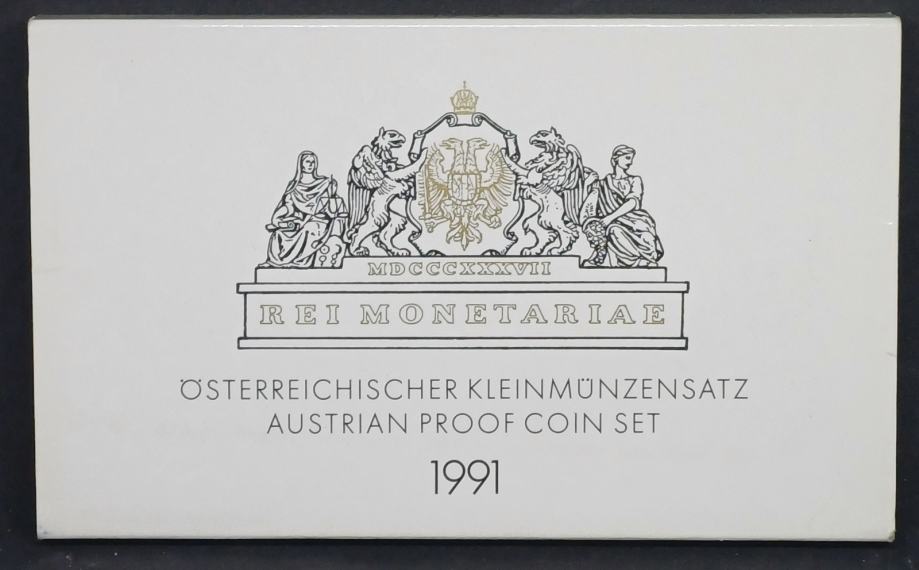 MDCCCXXXVII
REI MONETARIAE
ÖSTERREICHISCHER KLEINMÜNZENSATZ
AUSTRIAN PROOF COIN SET
1991